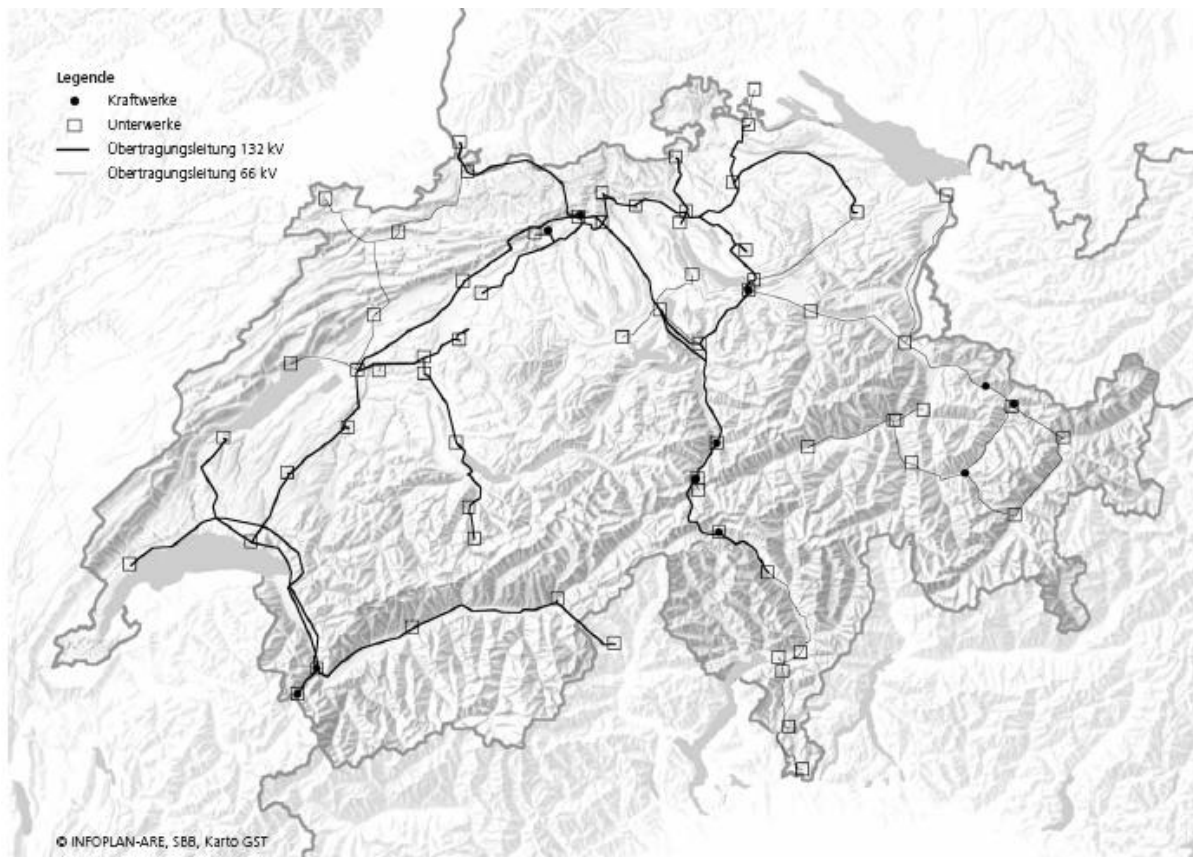 Legende
Kraftwerke
Unterwerke
Übertragungsleitung 132 kV
Übertragungsleitung 66 kV
© INFOPLAN-ARE, SBB, Karto GST